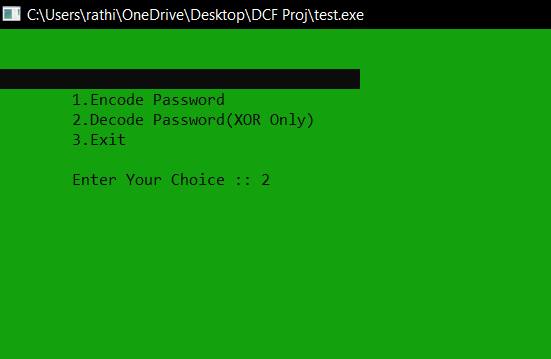 C:\Users\rathi\OneDrive\Desktop\DCF Proj\test.exe
1.Encode Password
2.Decode Password(XOR Only)
3.Exit
Enter Your Choice :: 2